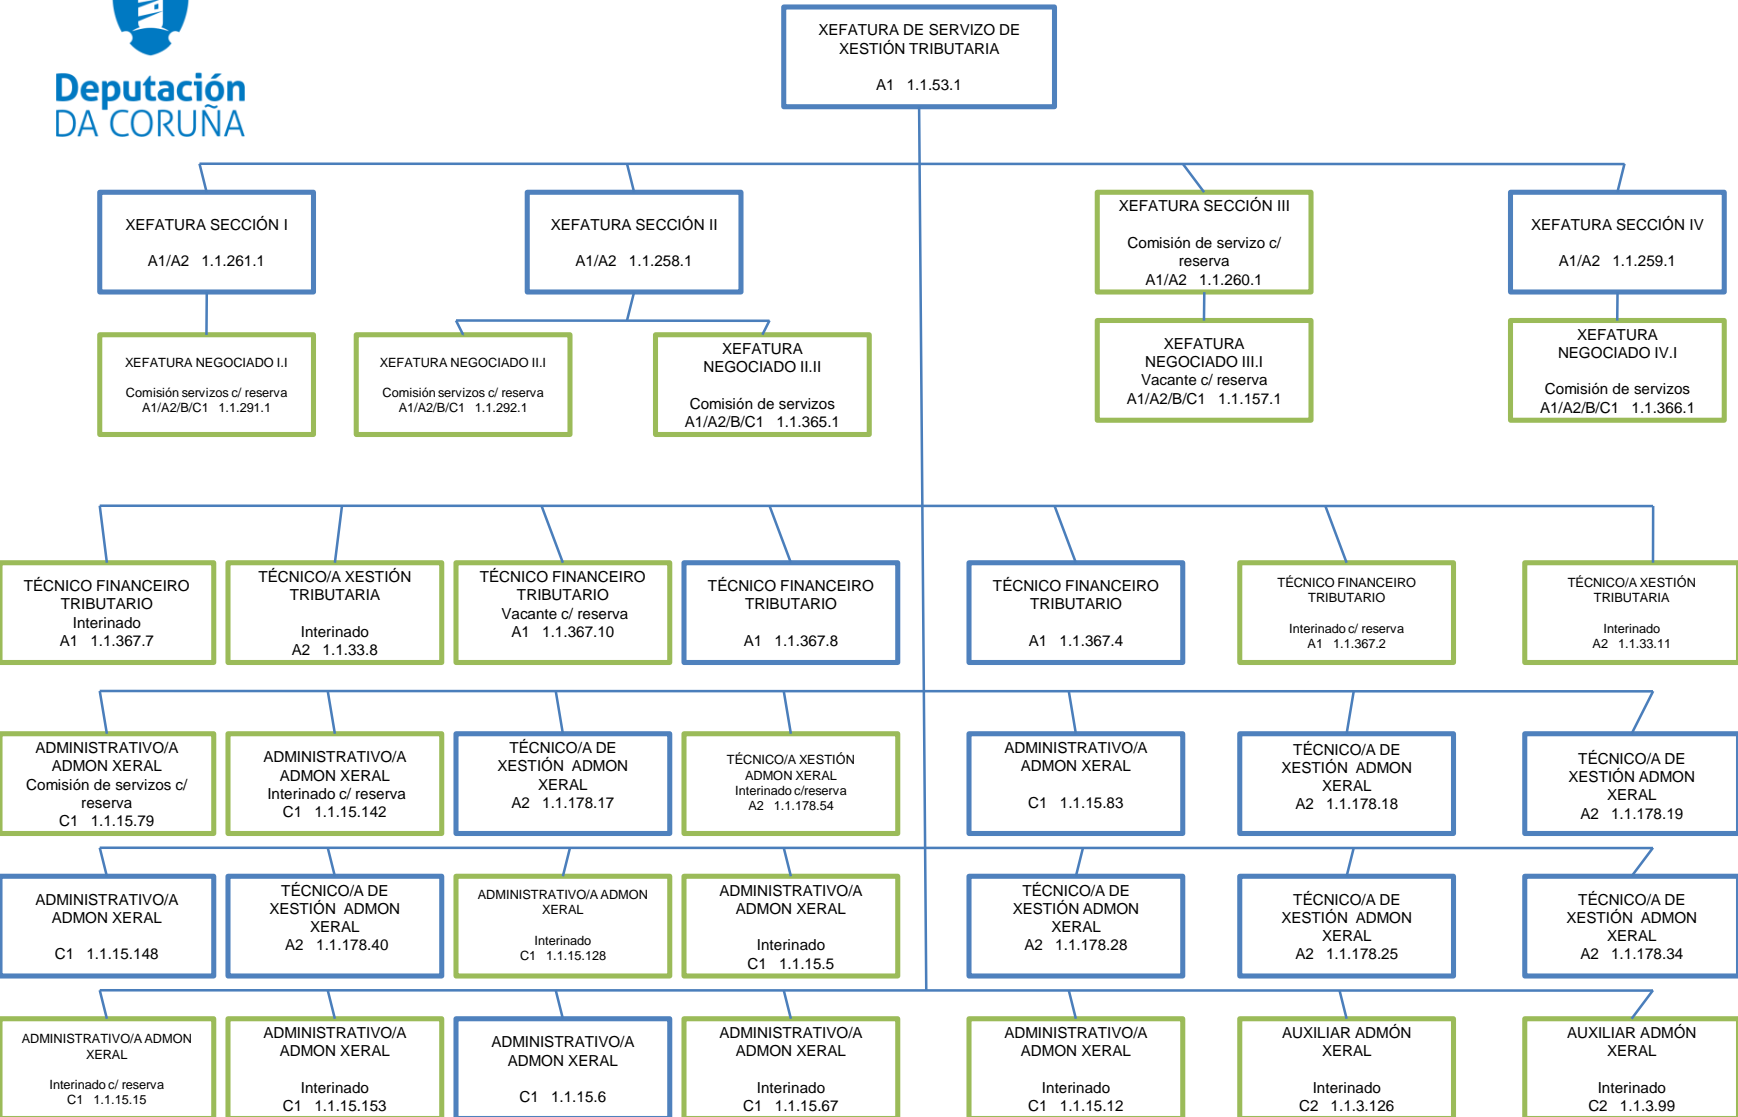 Deputación
DA CORUÑA
XEFATURA DE SERVIZO DE
XESTIÓN TRIBUTARIA
A1 1.1.53.1
XEFATURA SECCIÓN I
A1/A2 1.1.261.1
XEFATURA SECCIÓN II
A1/A2 1.1.258.1
XEFATURA SECCIÓN III
Comisión de servizo c/
reserva
A1/A2 1.1.260.1
XEFATURA SECCIÓN IV
A1/A2 1.1.259.1
XEFATURA NEGOCIADO I.I
Comisión servizos c/ reserva
A1/A2/B/C1 1.1.291.1
XEFATURA NEGOCIADO II.I
Comisión servizos c/ reserva
A1/A2/B/C1 1.1.292.1
XEFATURA
NEGOCIADO II.II
Comisión de servizos
A1/A2/B/C1 1.1.365.1
XEFATURA
NEGOCIADO III.I
Vacante c/ reserva
A1/A2/B/C1 1.1.157.1
XEFATURA
NEGOCIADO IV.I
Comisión de servizos
A1/A2/B/C1 1.1.366.1
TÉCNICO FINANCEIRO
TRIBUTARIO
Interinado
A1 1.1.367.7
TÉCNICO/A XESTIÓN
TRIBUTARIA
Interinado
A2 1.1.33.8
TÉCNICO FINANCEIRO
TRIBUTARIO
Vacante c/ reserva
A1 1.1.367.10
TÉCNICO FINANCEIRO
TRIBUTARIO
A1 1.1.367.8
TÉCNICO FINANCEIRO
TRIBUTARIO
A1 1.1.367.4
TÉCNICO FINANCEIRO
TRIBUTARIO
Interinado c/ reserva
A1 1.1.367.2
TÉCNICO/A XESTIÓN
TRIBUTARIA
Interinado
A2 1.1.33.11
ADMINISTRATIVO/A
ADMON XERAL
Comisión de servizos c/
reserva
C1 1.1.15.79
ADMINISTRATIVO/A
ADMON XERAL
Interinado c/ reserva
C1 1.1.15.142
TÉCNICO/A DE
XESTIÓN ADMON
XERAL
A2 1.1.178.17
TÉCNICO/A XESTIÓN
ADMON XERAL
Interinado c/reserva
A2 1.1.178.54
ADMINISTRATIVO/A
ADMON XERAL
C1 1.1.15.83
TÉCNICO/A DE
XESTIÓN ADMON
XERAL
A2 1.1.178.18
TÉCNICO/A DE
XESTIÓN ADMON
XERAL
A2 1.1.178.19
ADMINISTRATIVO/A
ADMON XERAL
C1 1.1.15.148
TÉCNICO/A DE
XESTIÓN ADMON
XERAL
A2 1.1.178.40
ADMINISTRATIVO/A ADMON
XERAL
Interinado
C1 1.1.15.128
ADMINISTRATIVO/A
ADMON XERAL
Interinado
C1 1.1.15.5
TÉCNICO/A DE
XESTIÓN ADMON
XERAL
A2 1.1.178.28
TÉCNICO/A DE
XESTIÓN ADMON
XERAL
A2 1.1.178.25
TÉCNICO/A DE
XESTIÓN ADMON
XERAL
A2 1.1.178.34
ADMINISTRATIVO/A ADMON
XERAL
Interinado c/ reserva
C1 1.1.15.15
ADMINISTRATIVO/A
ADMON XERAL
Interinado
C1 1.1.15.153
ADMINISTRATIVO/A
ADMON XERAL
C1 1.1.15.6
ADMINISTRATIVO/A
ADMON XERAL
Interinado
C1 1.1.15.67
ADMINISTRATIVO/A
ADMON XERAL
Interinado
C1 1.1.15.12
AUXILIAR ADMÓN
XERAL
Interinado
C2 1.1.3.126
AUXILIAR ADMÓN
XERAL
Interinado
C2 1.1.3.99